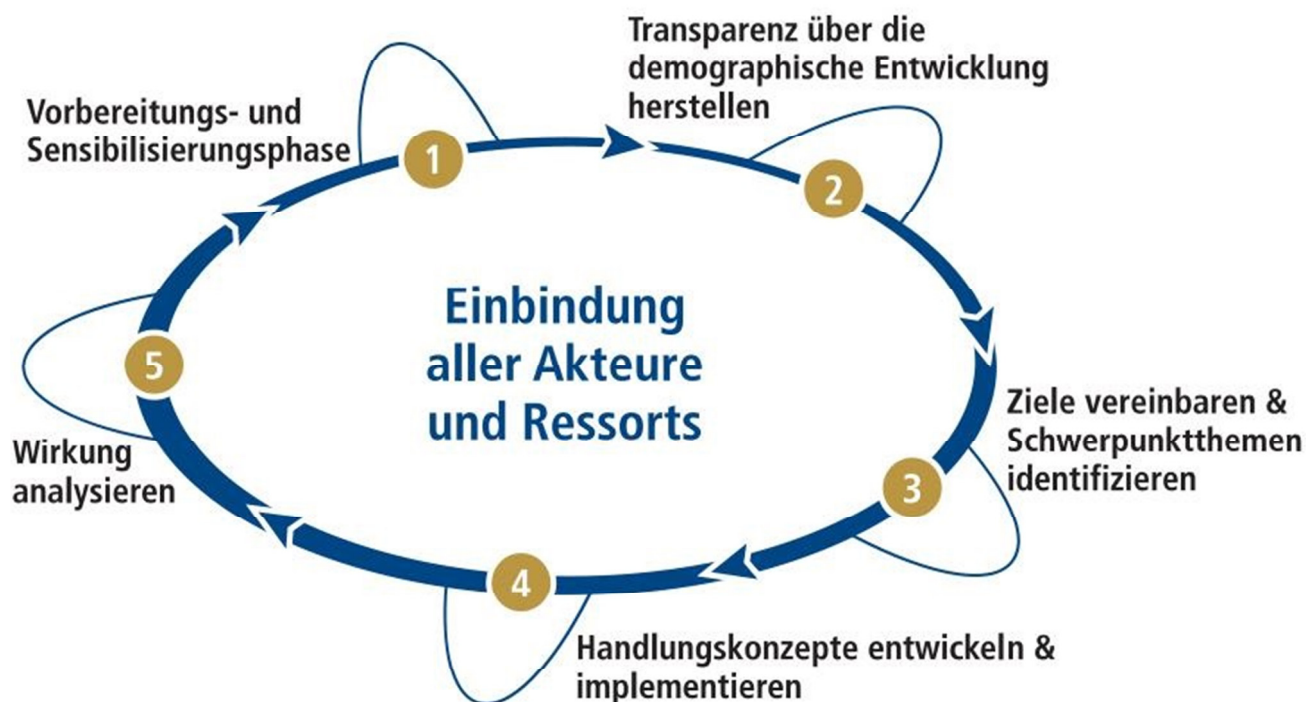 Vorbereitungs- und
Sensibilisierungsphase
1
Transparenz über die
demographische Entwicklung
herstellen
2
Einbindung
aller Akteure
und Ressorts
Ziele vereinbaren &
Schwerpunktthemen
identifizieren
3
Handlungskonzepte entwickeln &
implementieren
4
Wirkung
analysieren
5